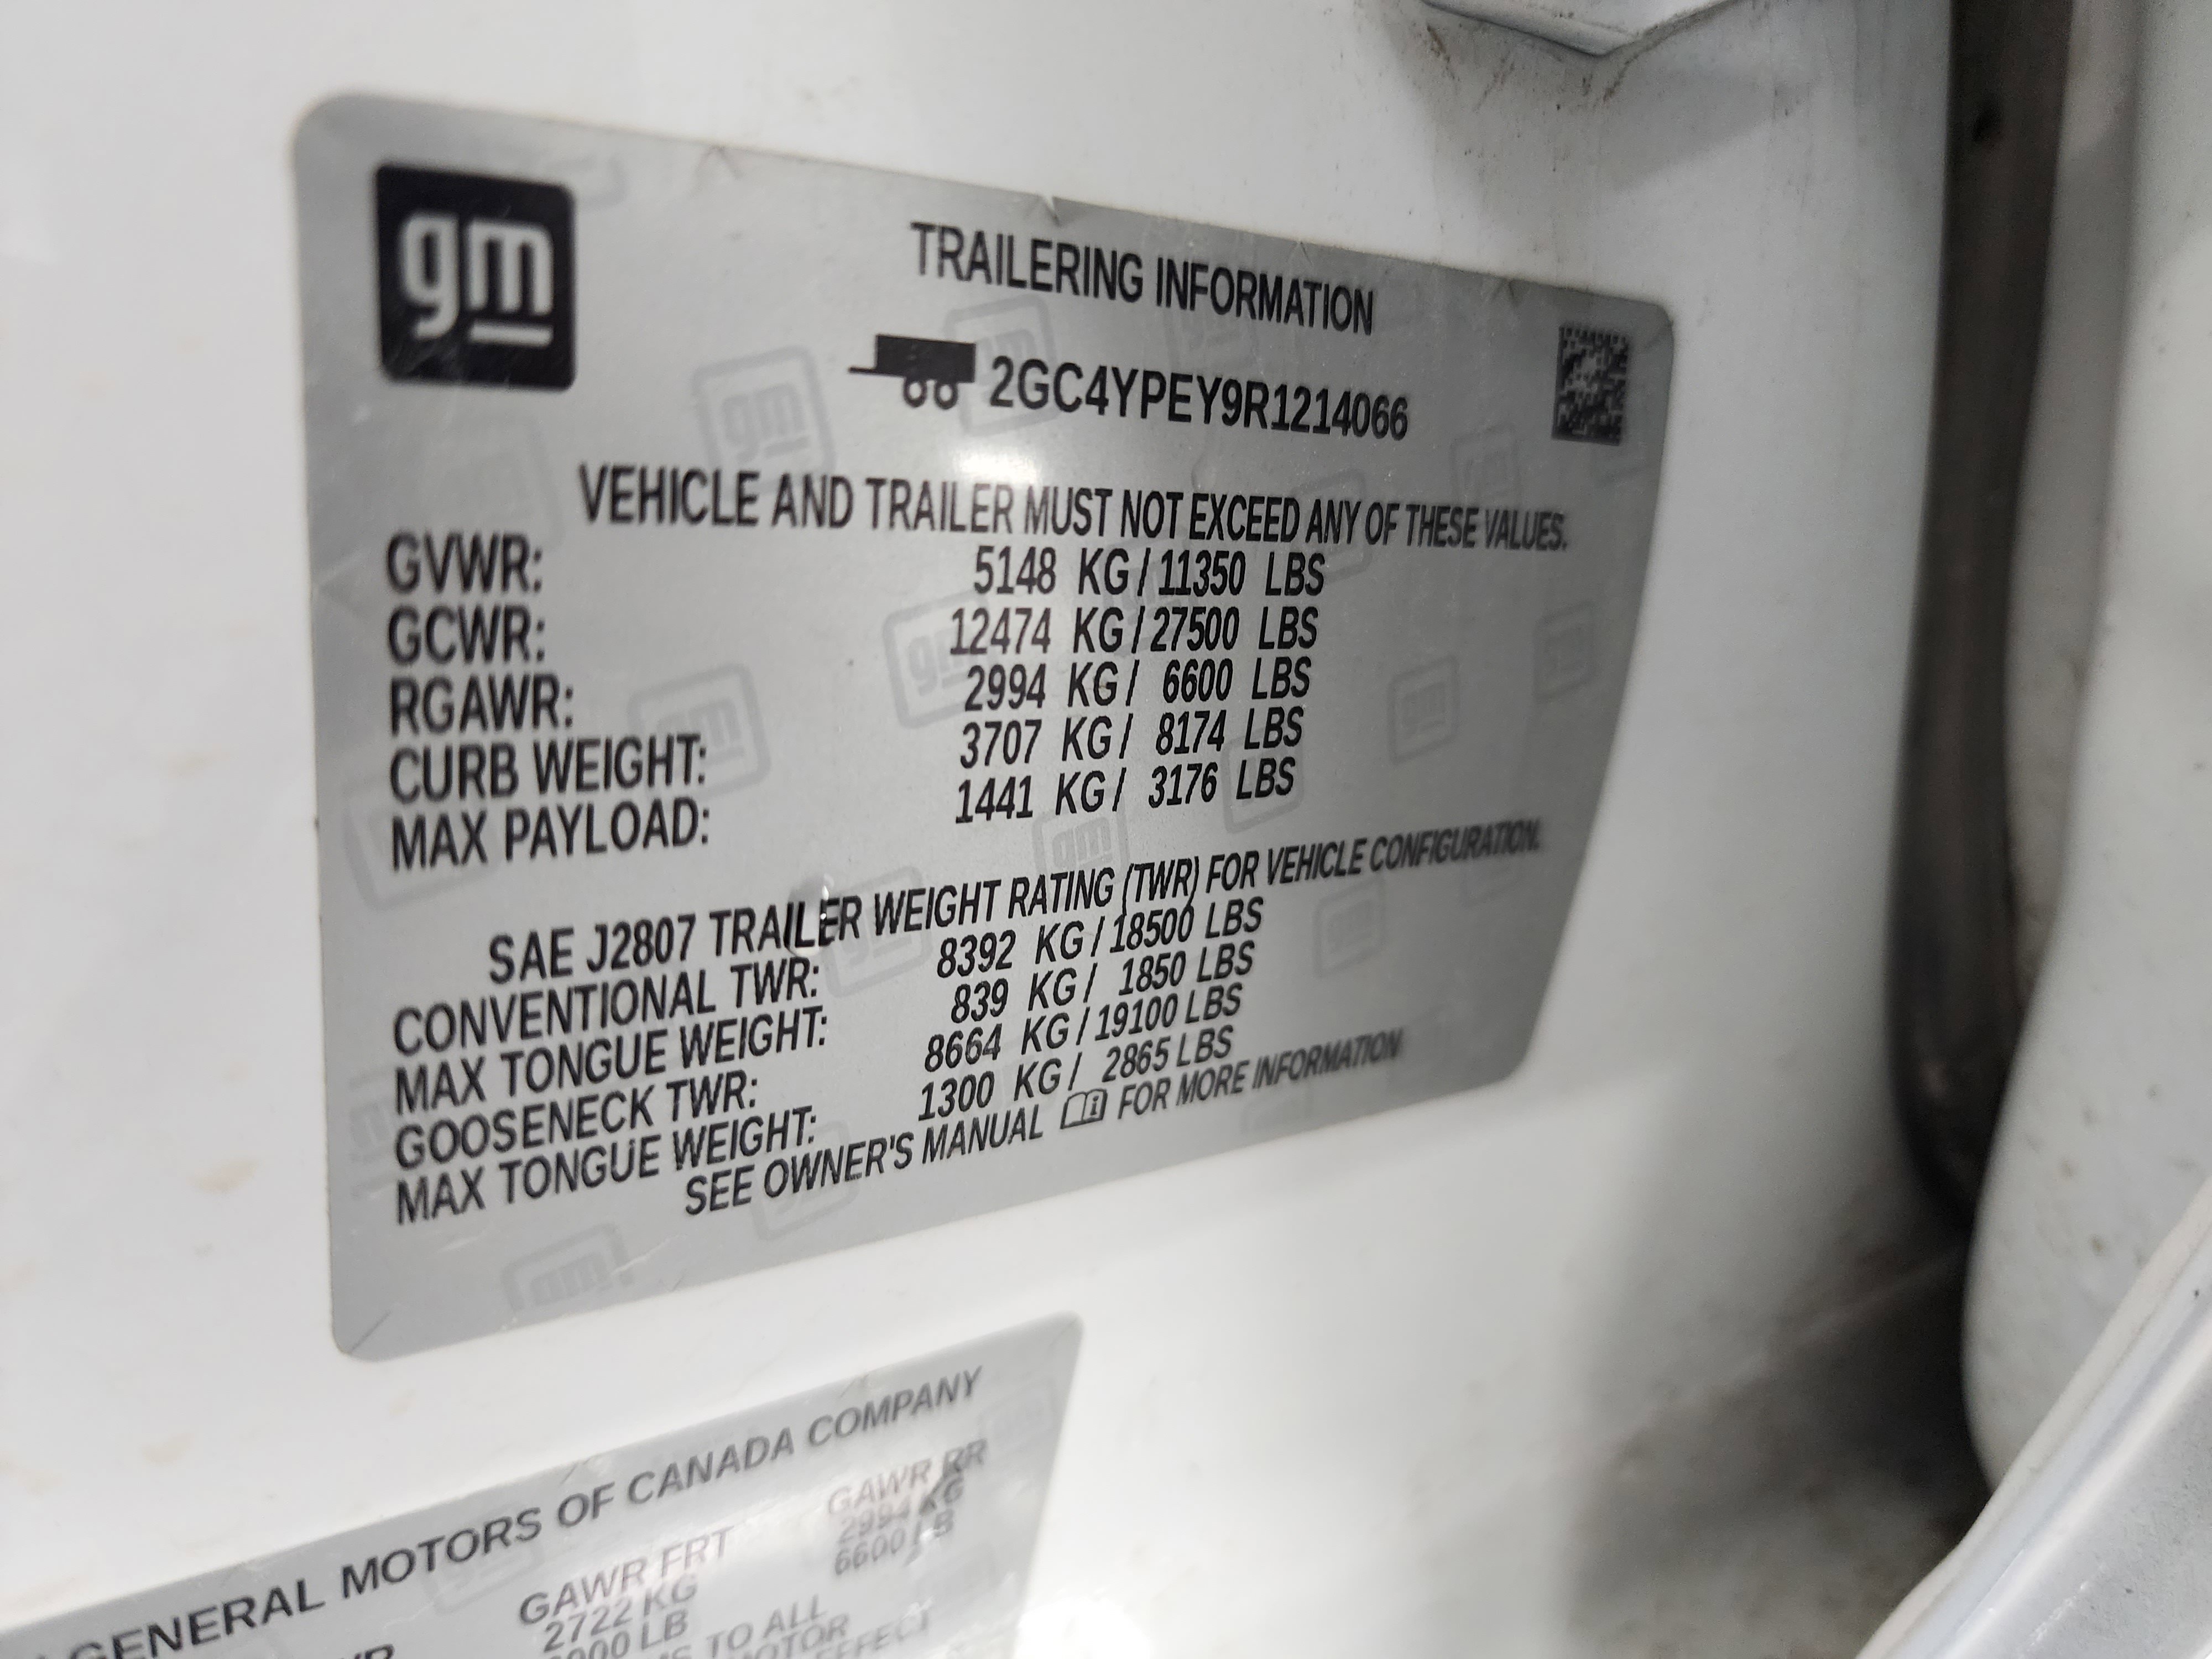 gm
TRAILERING INFORMATION
2GC4YPEY9R1214066
VEHICLE AND TRAILER MUST NOT EXCEED ANY OF THESE VALUES.
GVWR: 5148 KG / 11350 LBS
GCWR: 12474 KG / 27500 LBS
RGAWR: 2994 KG / 6600 LBS
CURB WEIGHT: 3707 KG / 8174 LBS
MAX PAYLOAD: 1441 KG / 3176 LBS
SAE J2807 TRAILER WEIGHT RATING (TWR) FOR VEHICLE CONFIGURATION.
CONVENTIONAL TWR: 8392 KG / 18500 LBS
MAX TONGUE WEIGHT: 839 KG / 1850 LBS
GOOSENECK TWR: 8664 KG / 19100 LBS
MAX TONGUE WEIGHT: 1300 KG / 2865 LBS
SEE OWNER'S MANUAL FOR MORE INFORMATION
GENERAL MOTORS OF CANADA COMPANY
GAWR FRT GAWR RR
2722 KG 2994 KG
LB 6600 LB
TO ALL
MOTOR
EFFECT